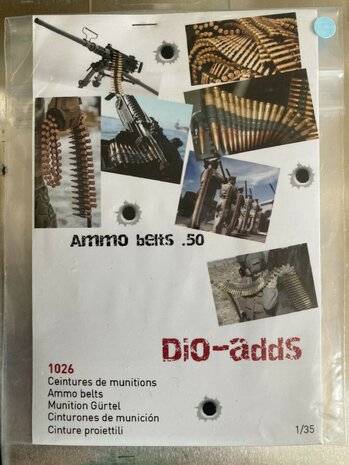 Ammo belts .50
Dio-adds
1026
Ceintures de munitions
Ammo belts
Munition Gürtel
Cinturones de munición
Cinture proiettili
1/35